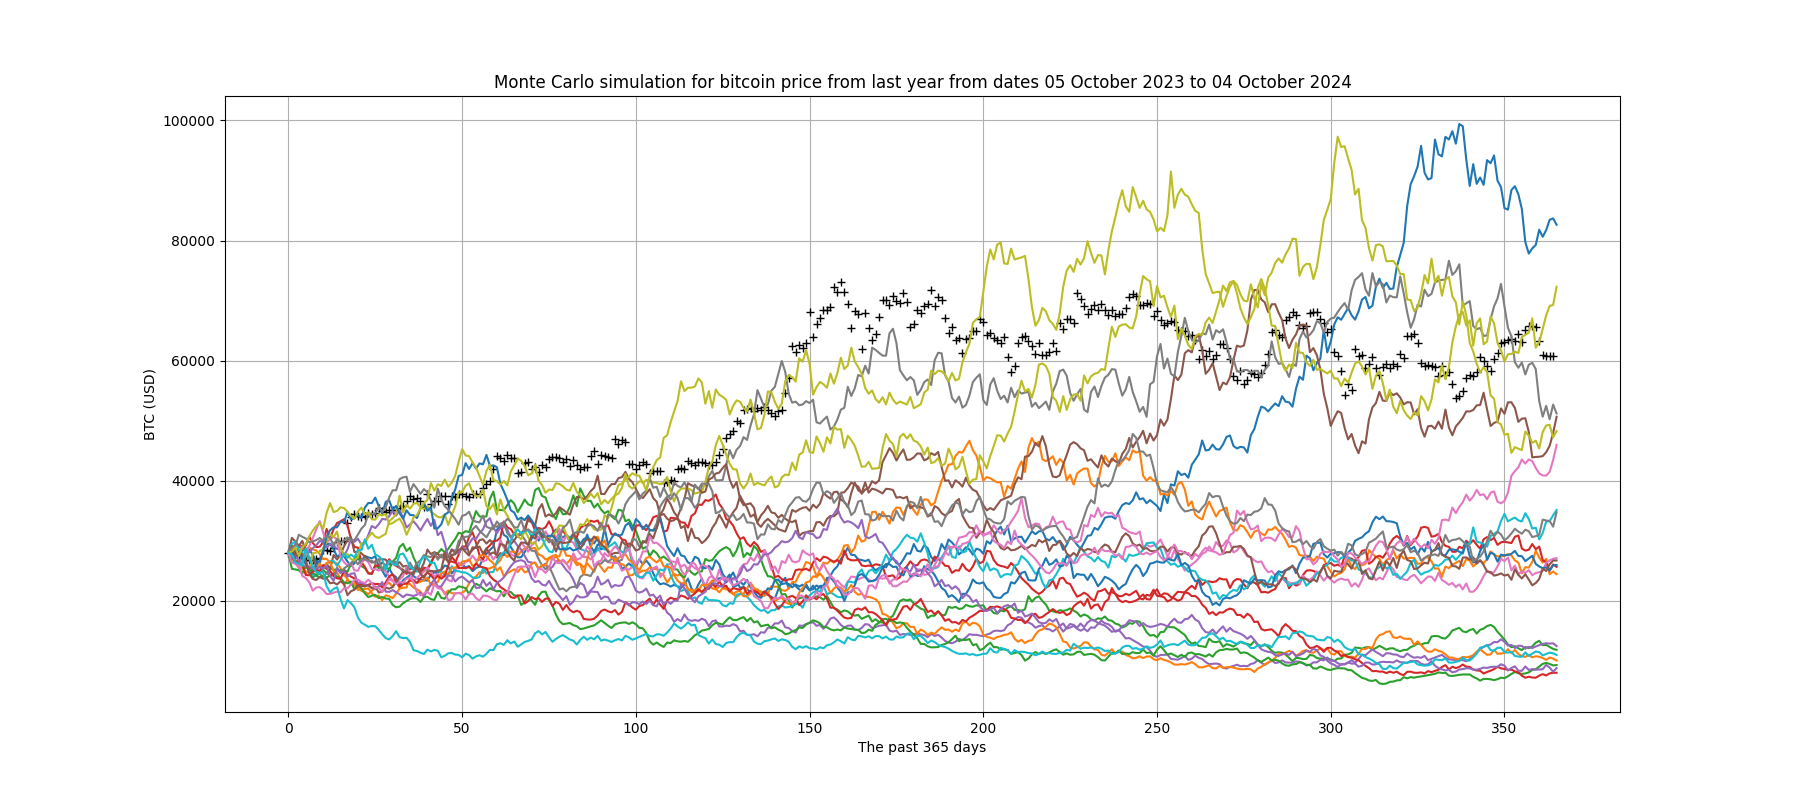 Monte Carlo simulation for bitcoin price from last year from dates 05 October 2023 to 04 October 2024
100000
80000
60000
40000
20000
BTC (USD)
0 50 100 150 200 250 300 350
The past 365 days